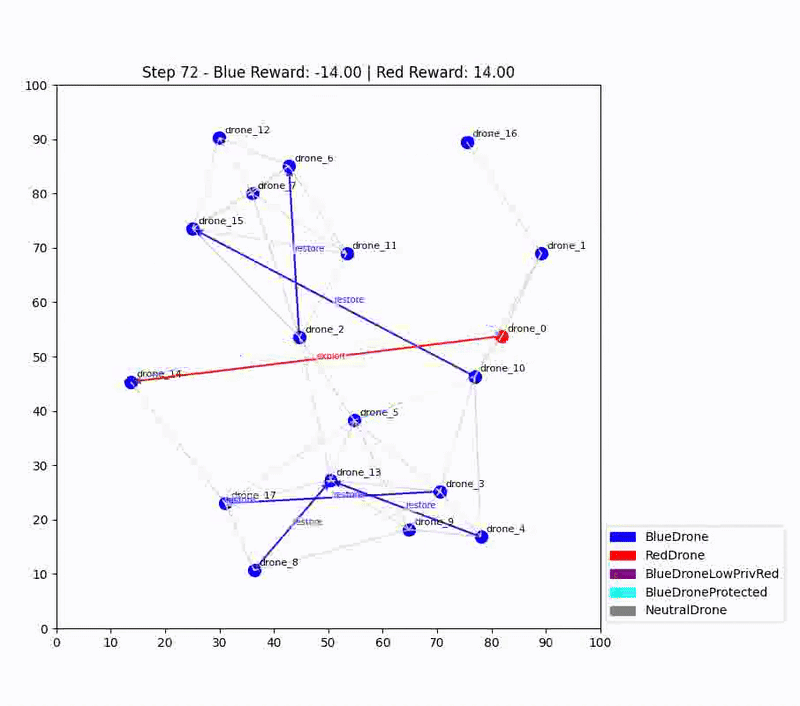 Step 72 - Blue Reward: -14.00 | Red Reward: 14.00
100
90
80
70
60
50
40
30
20
10
0
0 10 20 30 40 50 60 70 80 90 100
drone_12
drone_16
drone_6
drone_7
drone_15
drone_11
drone_1
restore
restore
drone_2
drone_0
exploit
drone_10
drone_14
drone_5
drone_13
drone_3
drone_17
restore
restore
drone_9
restore
drone_4
drone_8
BlueDrone
RedDrone
BlueDroneLowPrivRed
BlueDroneProtected
NeutralDrone